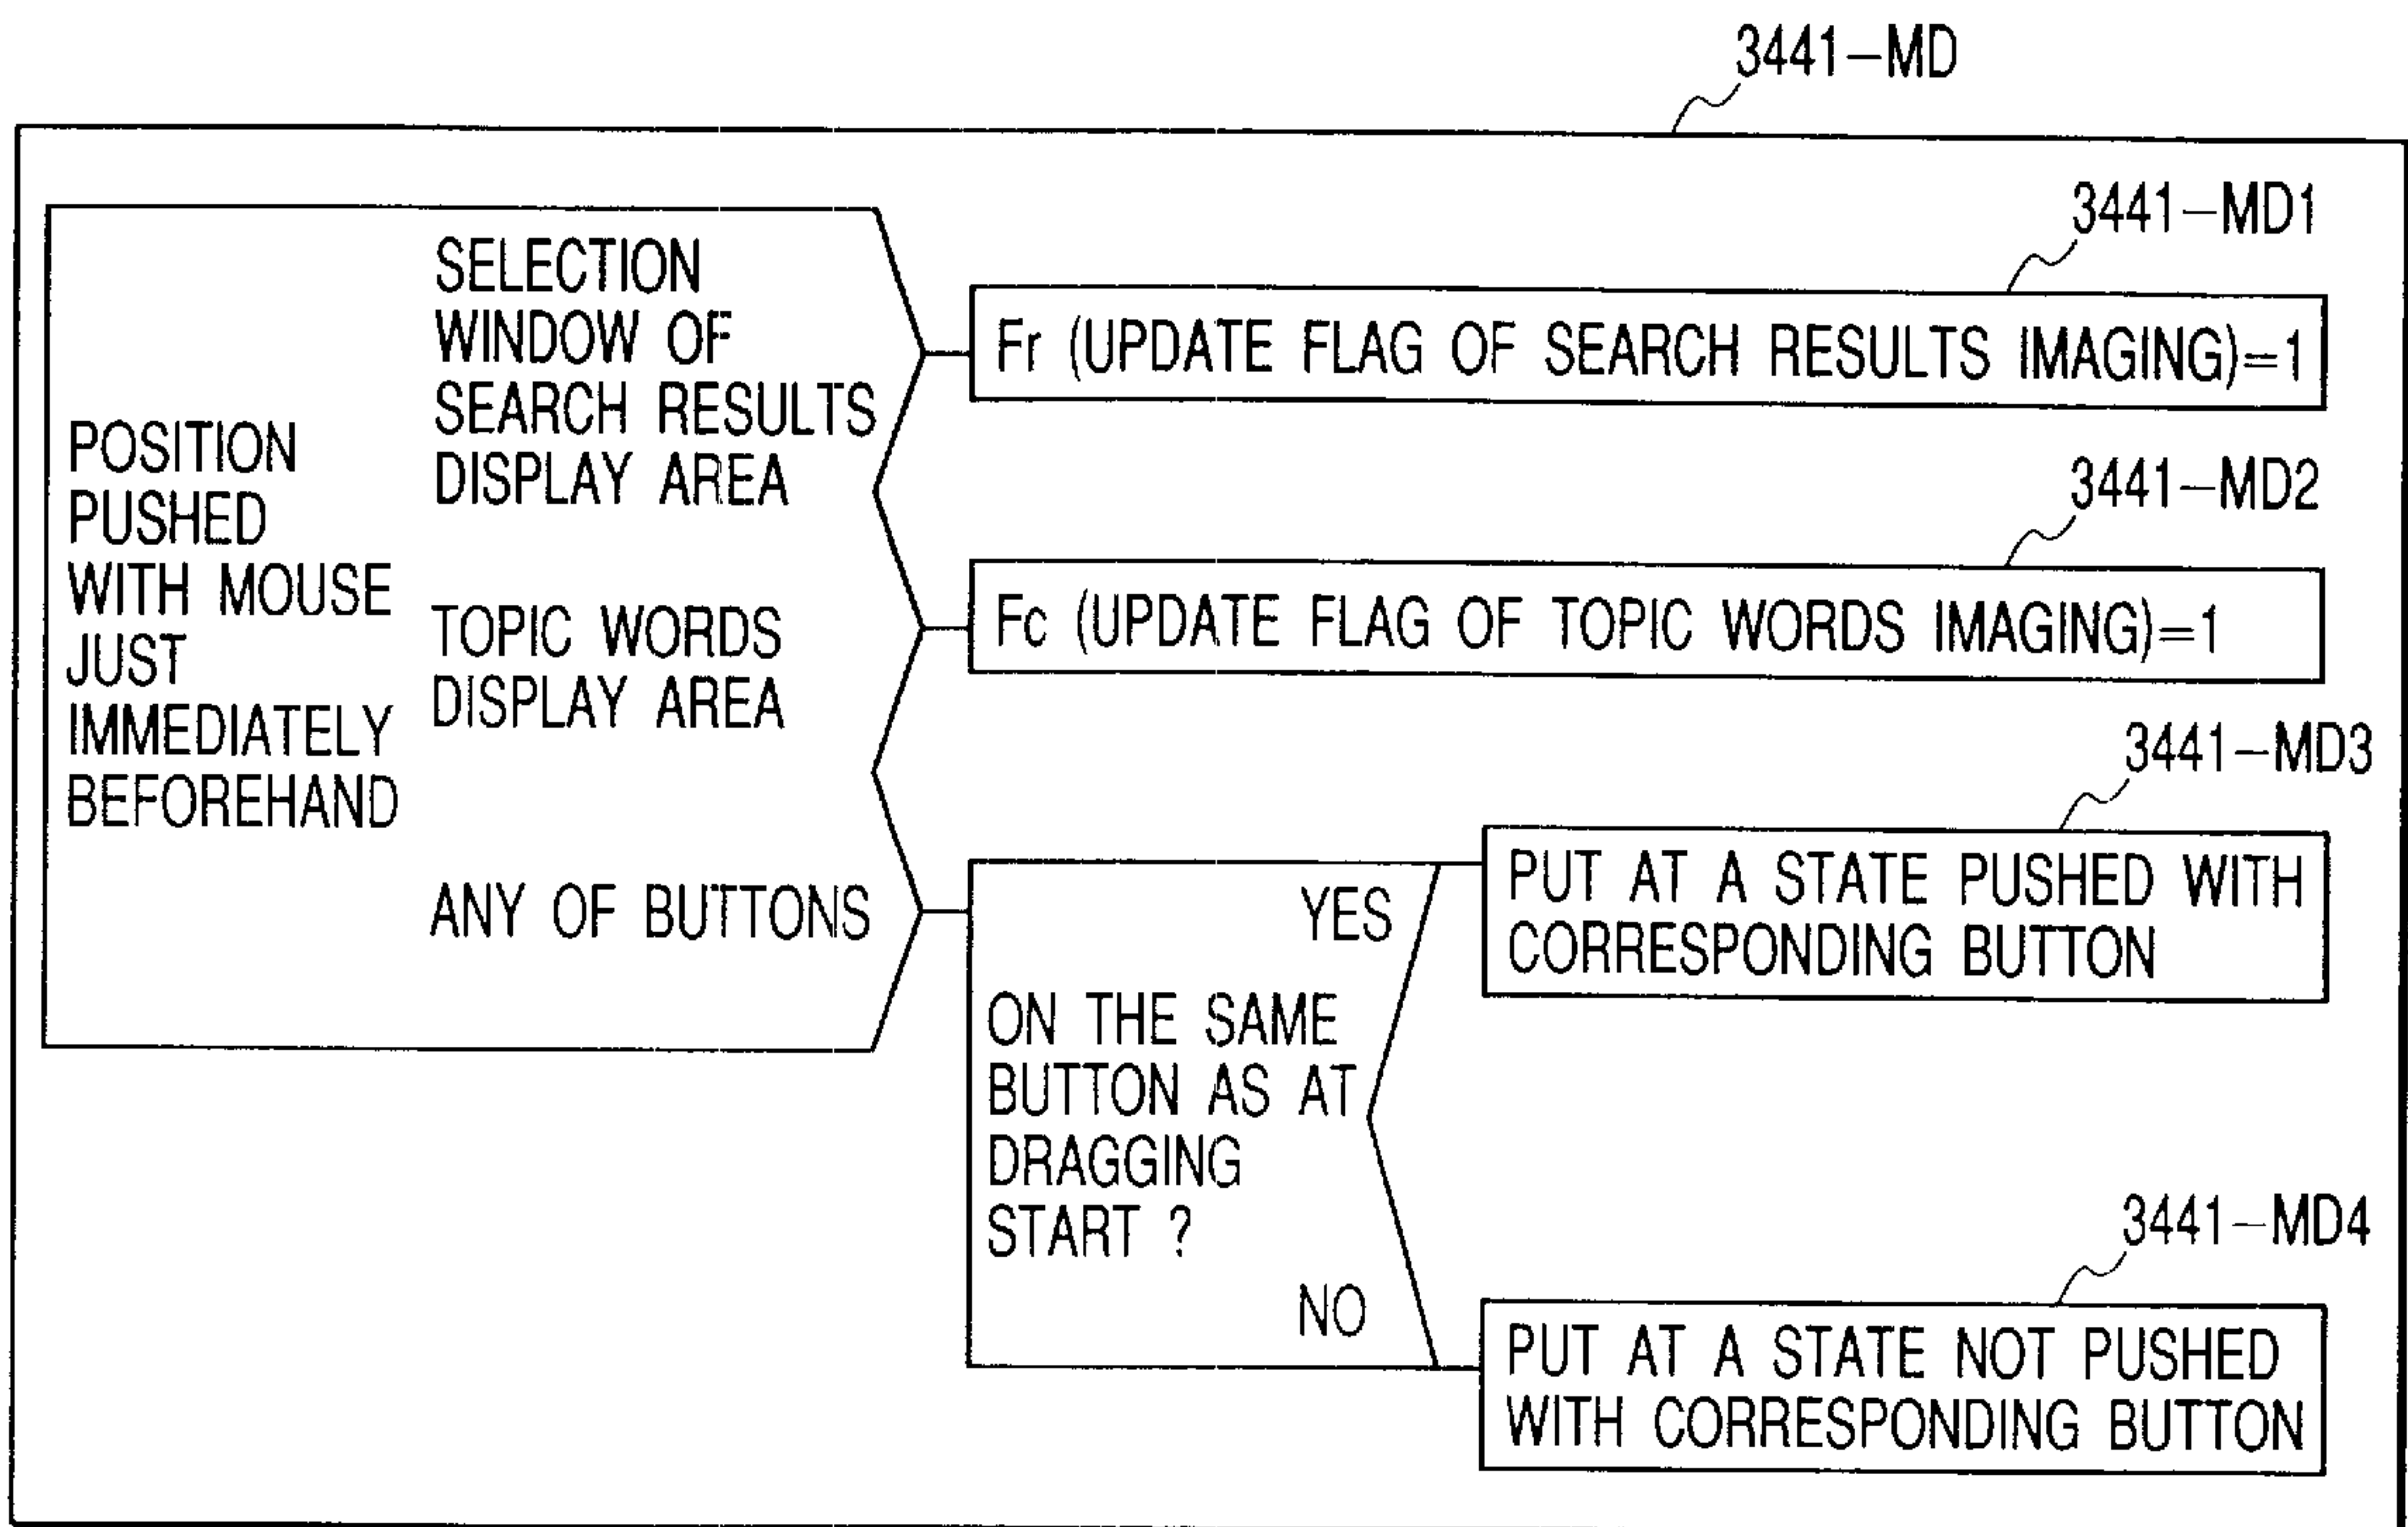 3441-MD
3441-MD1
SELECTION
WINDOW OF
SEARCH RESULTS
DISPLAY AREA
Fr (UPDATE FLAG OF SEARCH RESULTS IMAGING)=1
POSITION
PUSHED
WITH MOUSE
JUST
IMMEDIATELY
BEFOREHAND
3441-MD2
TOPIC WORDS
DISPLAY AREA
Fc (UPDATE FLAG OF TOPIC WORDS IMAGING)=1
3441-MD3
ANY OF BUTTONS
YES
PUT AT A STATE PUSHED WITH
CORRESPONDING BUTTON
ON THE SAME
BUTTON AS AT
DRAGGING
START ?
NO
3441-MD4
PUT AT A STATE NOT PUSHED
WITH CORRESPONDING BUTTON